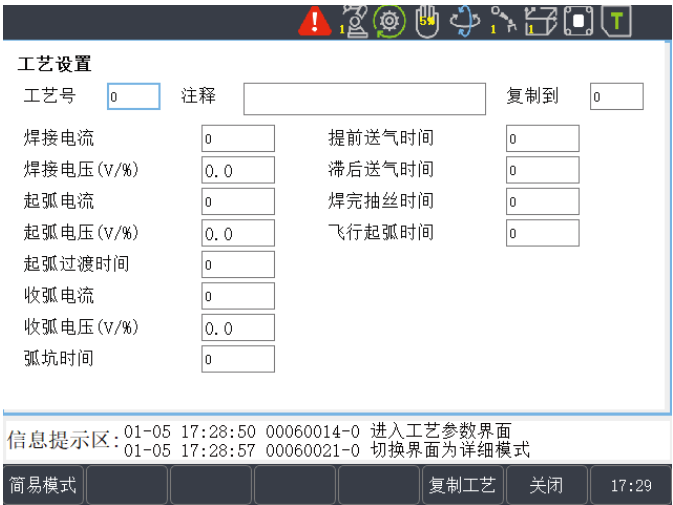 1 5% 1 1 T
工艺设置
工艺号 0 注释 复制到 0
焊接电流 0 提前送气时间 0
焊接电压(V/%) 0.0 滞后送气时间 0
起弧电流 0 焊完抽丝时间 0
起弧电压(V/%) 0.0 飞行起弧时间 0
起弧过渡时间 0
收弧电流 0
收弧电压(V/%) 0.0
弧坑时间 0
信息提示区: 01-05 17:28:50 00060014-0 进入工艺参数界面
01-05 17:28:57 00060021-0 切换界面为详细模式
简易模式 复制工艺 关闭 17:29